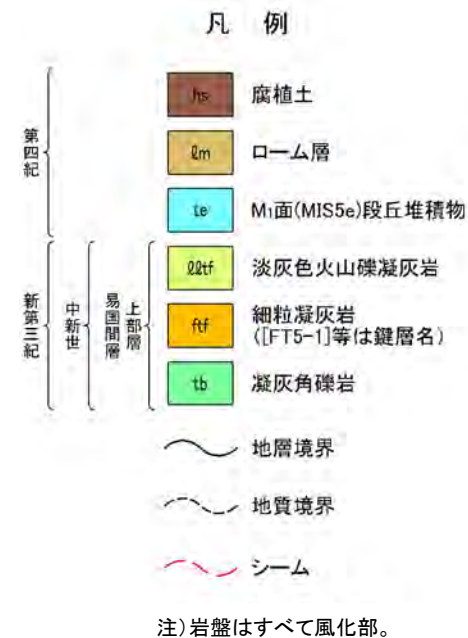 凡 例
第四紀
hs 腐植土
lm ローム層
te M1面(MIS5e)段丘堆積物
新第三紀
中新世
易国間層
上部層
lltf 淡灰色火山礫凝灰岩
ftf 細粒凝灰岩
([FT5-1]等は鍵層名)
tb 凝灰角礫岩
地層境界
地質境界
シーム
注)岩盤はすべて風化部。